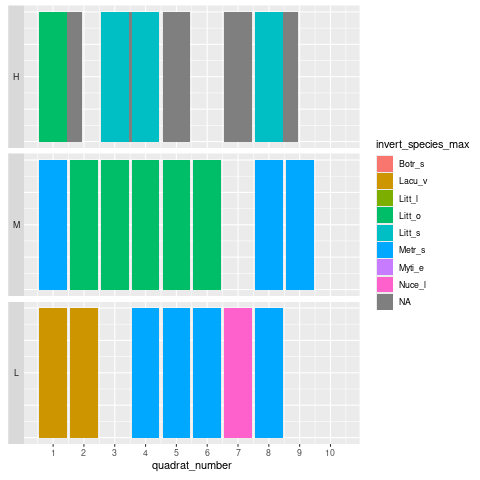 H
M
L
1 2 3 4 5 6 7 8 9 10
quadrat_number
invert_species_max
Botr_s
Lacu_v
Litt_l
Litt_o
Litt_s
Metr_s
Myti_e
Nuce_l
NA